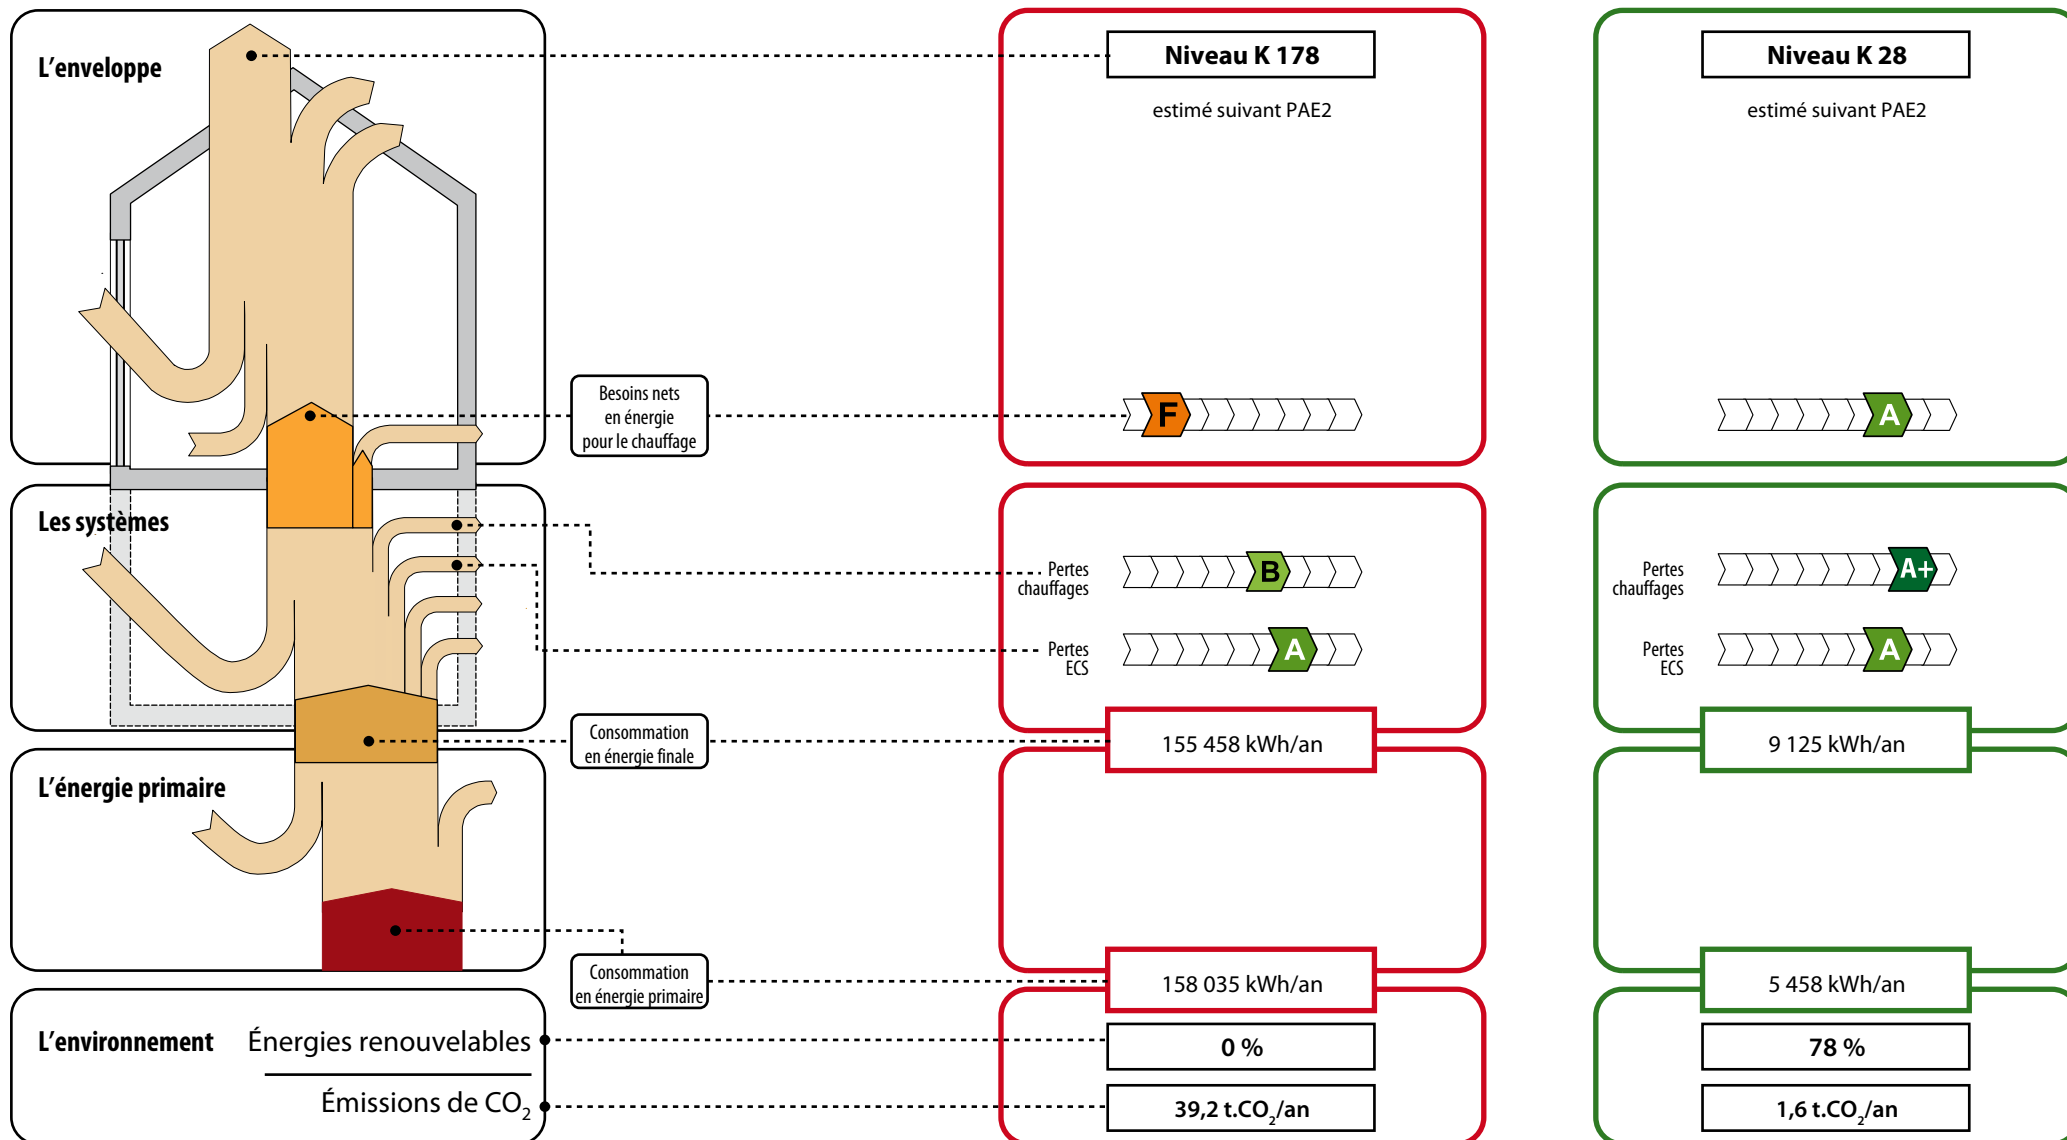 L'enveloppe
Niveau K 178
Niveau K 28
estimé suivant PAE2
estimé suivant PAE2
Besoins nets
en énergie
pour le chauffage
F
A
Les systèmes
Pertes
chauffages
B
Pertes
chauffages
A+
Pertes
ECS
A
Pertes
ECS
A
Consommation
en énergie finale
155 458 kWh/an
9 125 kWh/an
L'énergie primaire
Consommation
en énergie primaire
158 035 kWh/an
5 458 kWh/an
L'environnement
Énergies renouvelables
0 %
78 %
Émissions de CO₂
39,2 t.CO₂/an
1,6 t.CO₂/an